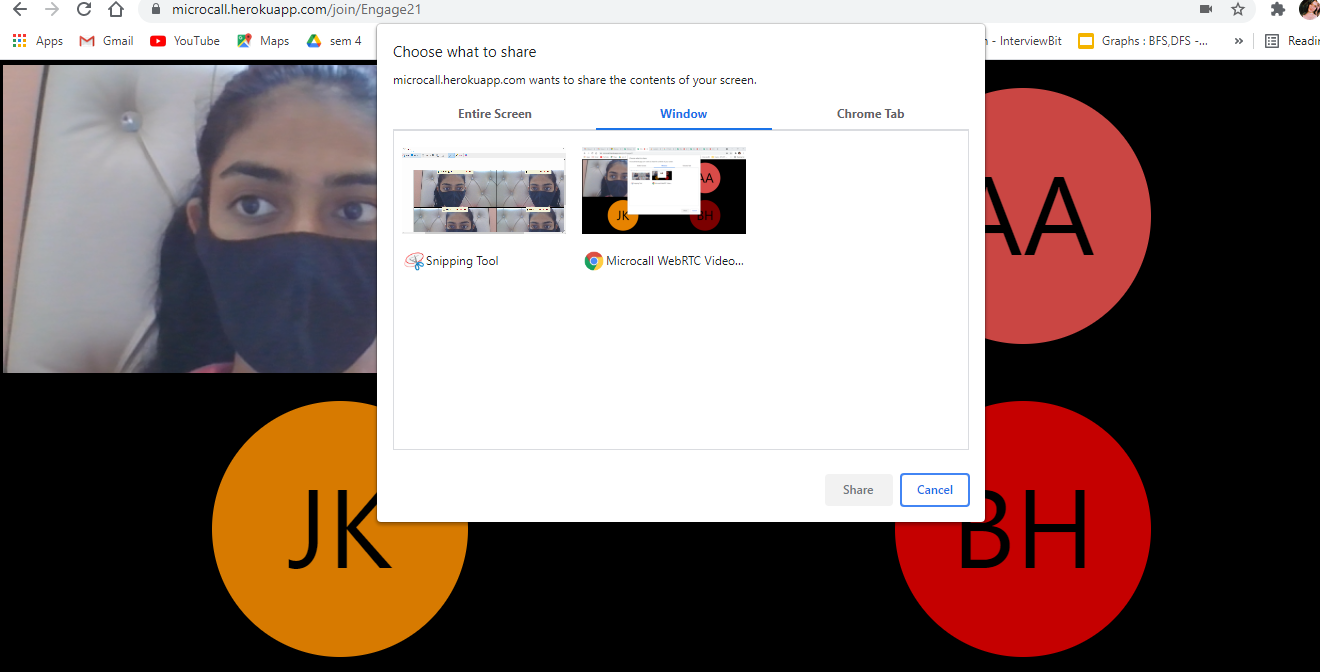 microcall.herokuapp.com/join/Engage21
Apps Gmail YouTube Maps sem 4 - InterviewBit Graphs : BFS,DFS -... » Readin
Choose what to share
microcall.herokuapp.com wants to share the contents of your screen.
Entire Screen Window Chrome Tab
AA
JK BH
Snipping Tool Microcall WebRTC Video...
AA
Share Cancel
JK BH